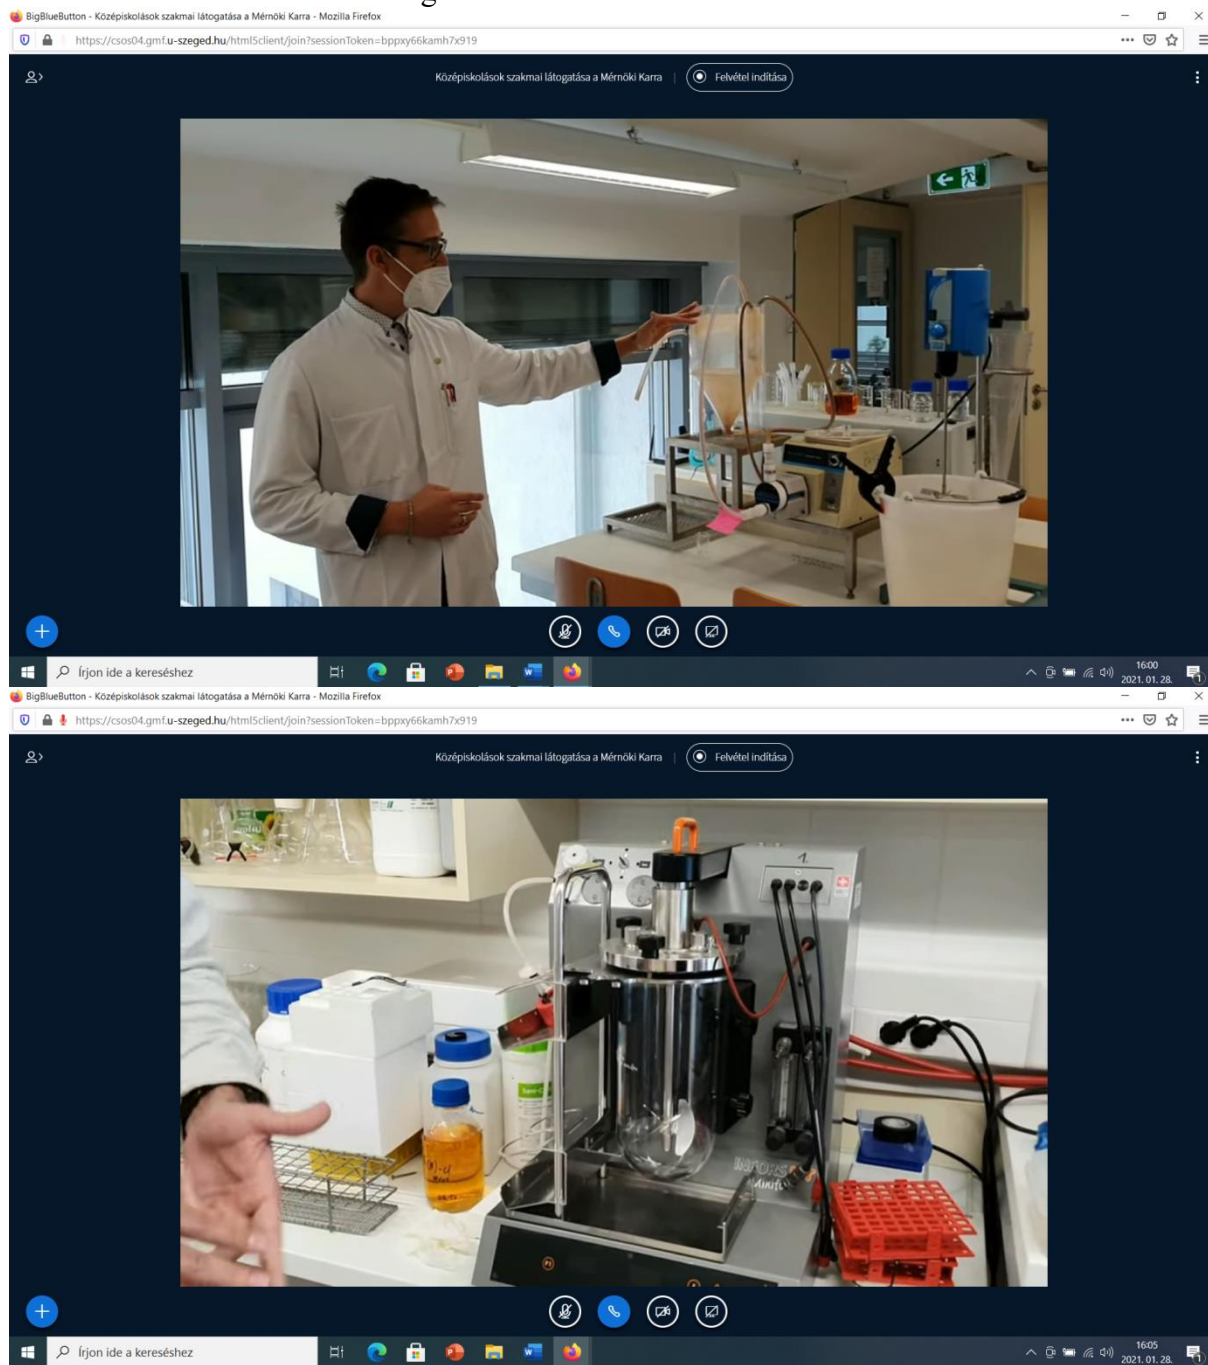 g
BigBlueButton - Középiskolások szakmai látogatása a Mérnöki Karra - Mozilla Firefox
https://csos04.gmf.u-szeged.hu/html5client/join?sessionToken=bppxy66kamh7x919
Középiskolások szakmai látogatása a Mérnöki Karra | Felvétel indítása
Írjon ide a kereséshez
16:00
2021. 01. 28.
1
BigBlueButton - Középiskolások szakmai látogatása a Mérnöki Karra - Mozilla Firefox
https://csos04.gmf.u-szeged.hu/html5client/join?sessionToken=bppxy66kamh7x919
Középiskolások szakmai látogatása a Mérnöki Karra | Felvétel indítása
1.
INFORS
Írjon ide a kereséshez
16:05
2021. 01. 28.
1